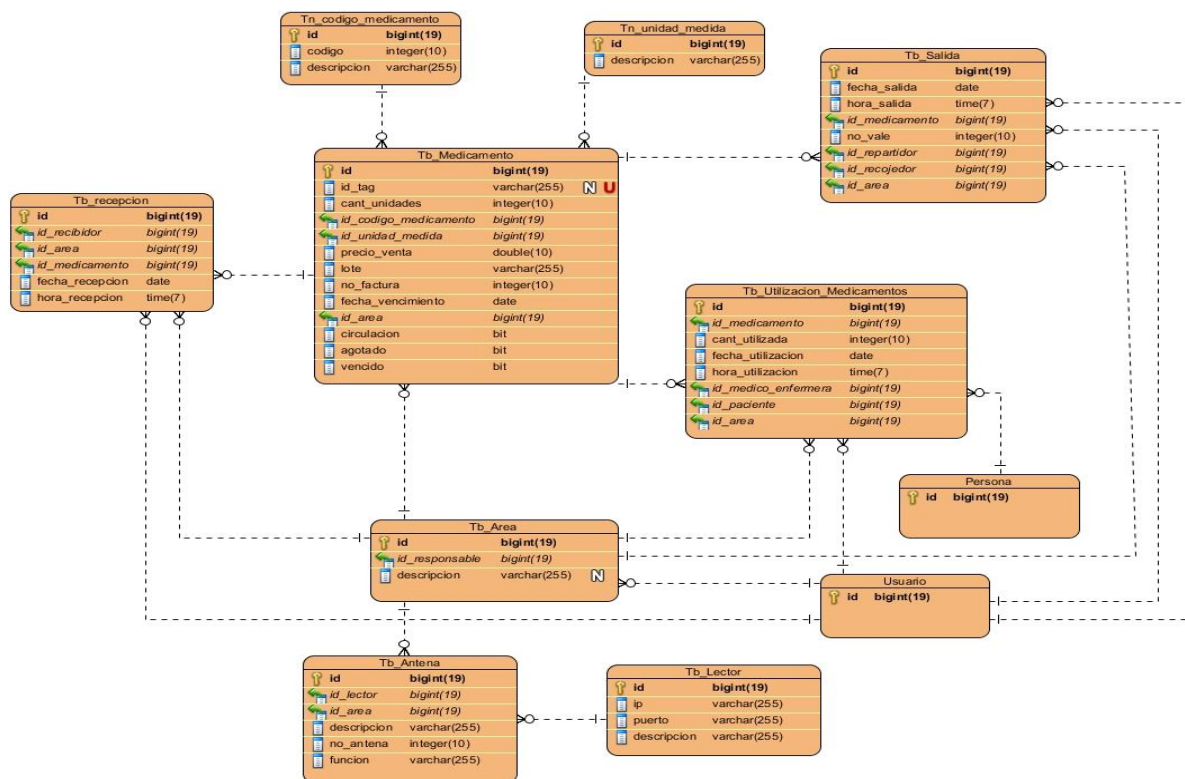 Tn_codigo_medicamento
id bigint(19)
codigo integer(10)
descripcion varchar(255)
Tn_unidad_medida
id bigint(19)
descripcion varchar(255)
Tb_Salida
id bigint(19)
fecha_salida date
hora_salida time(7)
id_medicamento bigint(19)
no_vale integer(10)
id_repartidor bigint(19)
id_recojedor bigint(19)
id_area bigint(19)
Tb_Medicamento
id bigint(19)
id_tag varchar(255) N U
cant_unidades integer(10)
id_codigo_medicamento bigint(19)
id_unidad_medida bigint(19)
precio_venta double(10)
lote varchar(255)
no_factura integer(10)
fecha_vencimiento date
id_area bigint(19)
circulacion bit
agotado bit
vencido bit
Tb_recepcion
id bigint(19)
id_recibidor bigint(19)
id_area bigint(19)
id_medicamento bigint(19)
fecha_recepcion date
hora_recepcion time(7)
Tb_Utilizacion_Medicamentos
id bigint(19)
id_medicamento bigint(19)
cant_utilizada integer(10)
fecha_utilizacion date
hora_utilizacion time(7)
id_medico_enfermera bigint(19)
id_paciente bigint(19)
id_area bigint(19)
Persona
id bigint(19)
Tb_Area
id bigint(19)
id_responsable bigint(19)
descripcion varchar(255) N
Usuario
id bigint(19)
Tb_Antena
id bigint(19)
id_lector bigint(19)
id_area bigint(19)
descripcion varchar(255)
no_antena integer(10)
funcion varchar(255)
Tb_Lector
id bigint(19)
ip varchar(255)
puerto varchar(255)
descripcion varchar(255)